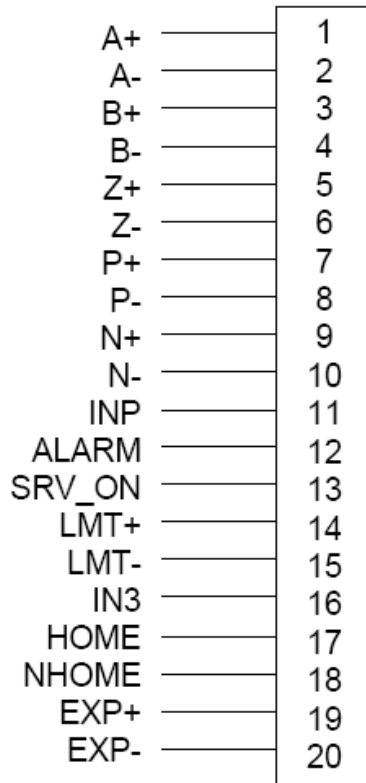 A+ 1
A- 2
B+ 3
B- 4
Z+ 5
Z- 6
P+ 7
P- 8
N+ 9
N- 10
INP 11
ALARM 12
SRV_ON 13
LMT+ 14
LMT- 15
IN3 16
HOME 17
NHOME 18
EXP+ 19
EXP- 20